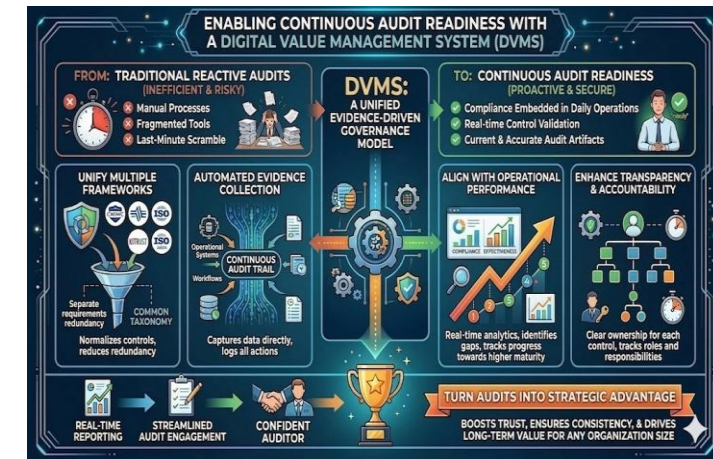 ENABLING CONTINUOUS AUDIT READINESS WITH
A DIGITAL VALUE MANAGEMENT SYSTEM (DVMS)
FROM: TRADITIONAL REACTIVE AUDITS
(INEFFICIENT & RISKY)
Manual Processes
Fragmented Tools
Last-Minute Scramble
DVMS:
A UNIFIED
EVIDENCE-DRIVEN
GOVERNANCE
MODEL
TO: CONTINUOUS AUDIT READINESS
(PROACTIVE & SECURE)
Compliance Embedded in Daily Operations
Real-time Control Validation
Current & Accurate Audit Artifacts
UNIFY MULTIPLE
FRAMEWORKS
CMMC
ISO
HITRUST
ISO
Separate
requirements
redundancy
COMMON
TAXONOMY
Normalizes controls,
reduces redundancy
AUTOMATED EVIDENCE
COLLECTION
Operational
Systems
Workflows
CONTINUOUS
AUDIT TRAIL
Captures data directly,
logs all actions
ALIGN WITH OPERATIONAL
PERFORMANCE
COMPLIANCE
EFFECTIVENESS
Real-time analytics, identifies
gaps, tracks progress
towards higher maturity
ENHANCE TRANSPARENCY
& ACCOUNTABILITY
Clear ownership for each
control, tracks roles and
responsibilities
REAL-TIME
REPORTING
STREAMLINED
AUDIT ENGAGEMENT
CONFIDENT
AUDITOR
TURN AUDITS INTO STRATEGIC ADVANTAGE
BOOSTS TRUST, ENSURES CONSISTENCY, & DRIVES
LONG-TERM VALUE FOR ANY ORGANIZATION SIZE